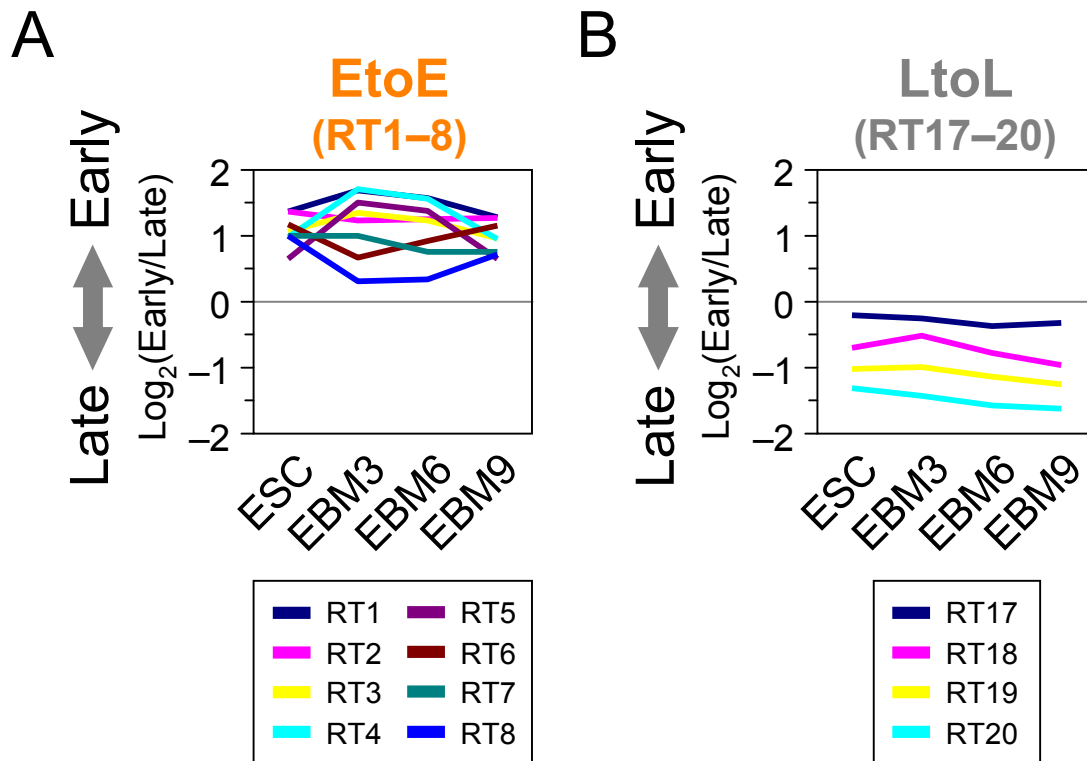 A
EtoE
(RT1–8)
Late
Early
Log2(Early/Late)
2
1
0
–1
–2
ESC
EBM3
EBM6
EBM9
RT1
RT2
RT3
RT4
RT5
RT6
RT7
RT8
B
LtoL
(RT17–20)
Late
Early
Log2(Early/Late)
2
1
0
–1
–2
ESC
EBM3
EBM6
EBM9
RT17
RT18
RT19
RT20